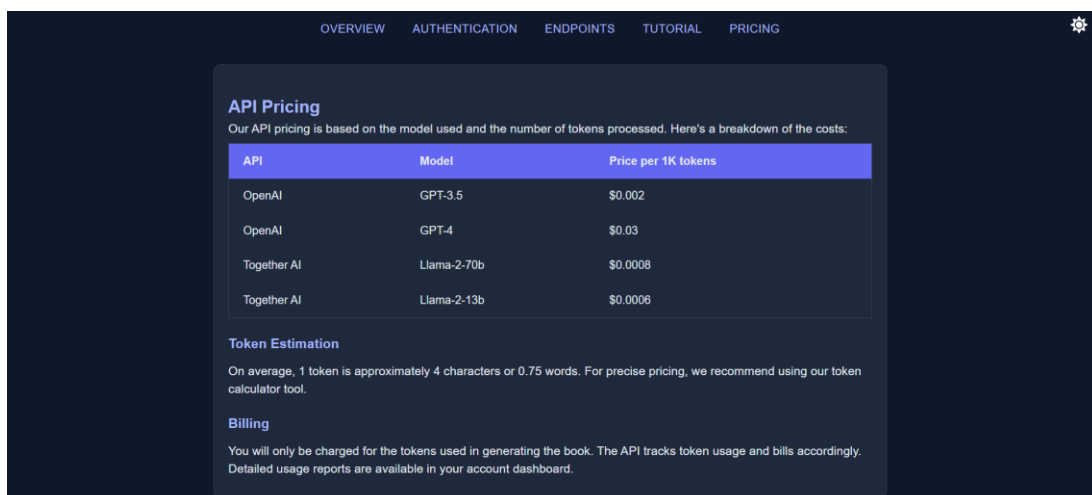 OVERVIEW AUTHENTICATION ENDPOINTS TUTORIAL PRICING
API Pricing
Our API pricing is based on the model used and the number of tokens processed. Here's a breakdown of the costs:
API Model Price per 1K tokens
OpenAI GPT-3.5 $0.002
OpenAI GPT-4 $0.03
Together AI Llama-2-70b $0.0008
Together AI Llama-2-13b $0.0006
Token Estimation
On average, 1 token is approximately 4 characters or 0.75 words. For precise pricing, we recommend using our token
calculator tool.
Billing
You will only be charged for the tokens used in generating the book. The API tracks token usage and bills accordingly.
Detailed usage reports are available in your account dashboard.